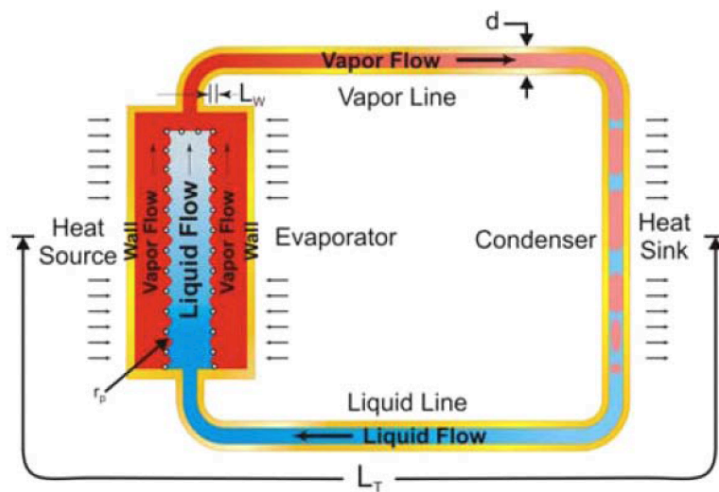 d
Vapor Flow
L_w
Vapor Line
Heat
Source
Wall
Vapor Flow
Liquid Flow
Vapor Flow
Wall
Evaporator
Condenser
Heat
Sink
r_p
Liquid Line
Liquid Flow
L_T